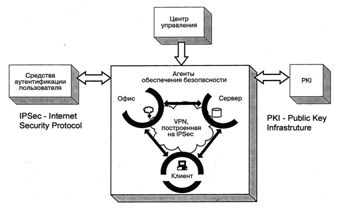 Центр
управления
Средства
аутентификации
пользователя
IPSec - Internet
Security Protocol
Агенты
обеспечения безопасности
Офис
Сервер
VPN,
построенная
на IPSec
Клиент
PKI
PKI - Public Key
Infrastruture